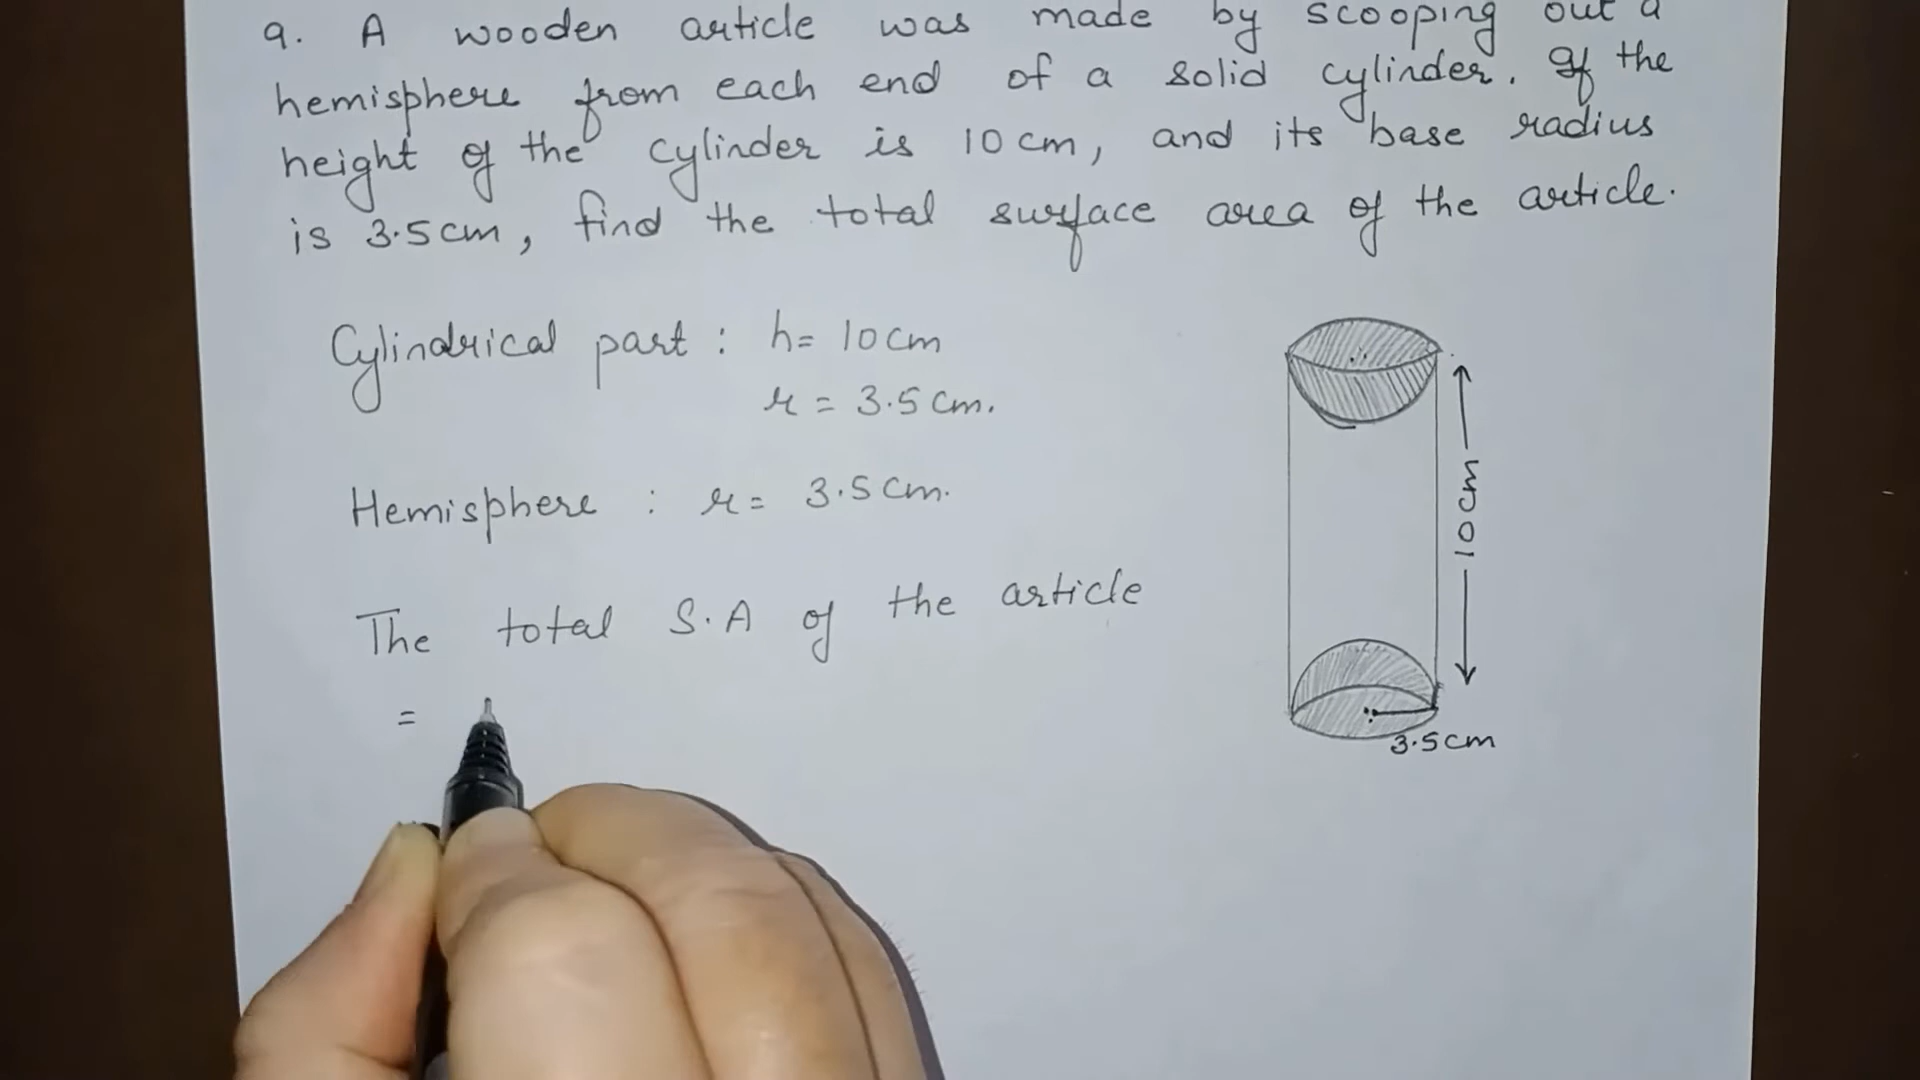 9. A wooden article was made by scooping out a
hemisphere from each end of a solid cylinder. If the
height of the cylinder is 10 cm, and its base radius
is 3.5 cm, find the total surface area of the article.
Cylindrical part : h = 10 cm
r = 3.5 cm.
Hemisphere : r = 3.5 cm.
The total S.A of the article
=
10 cm
3.5 cm